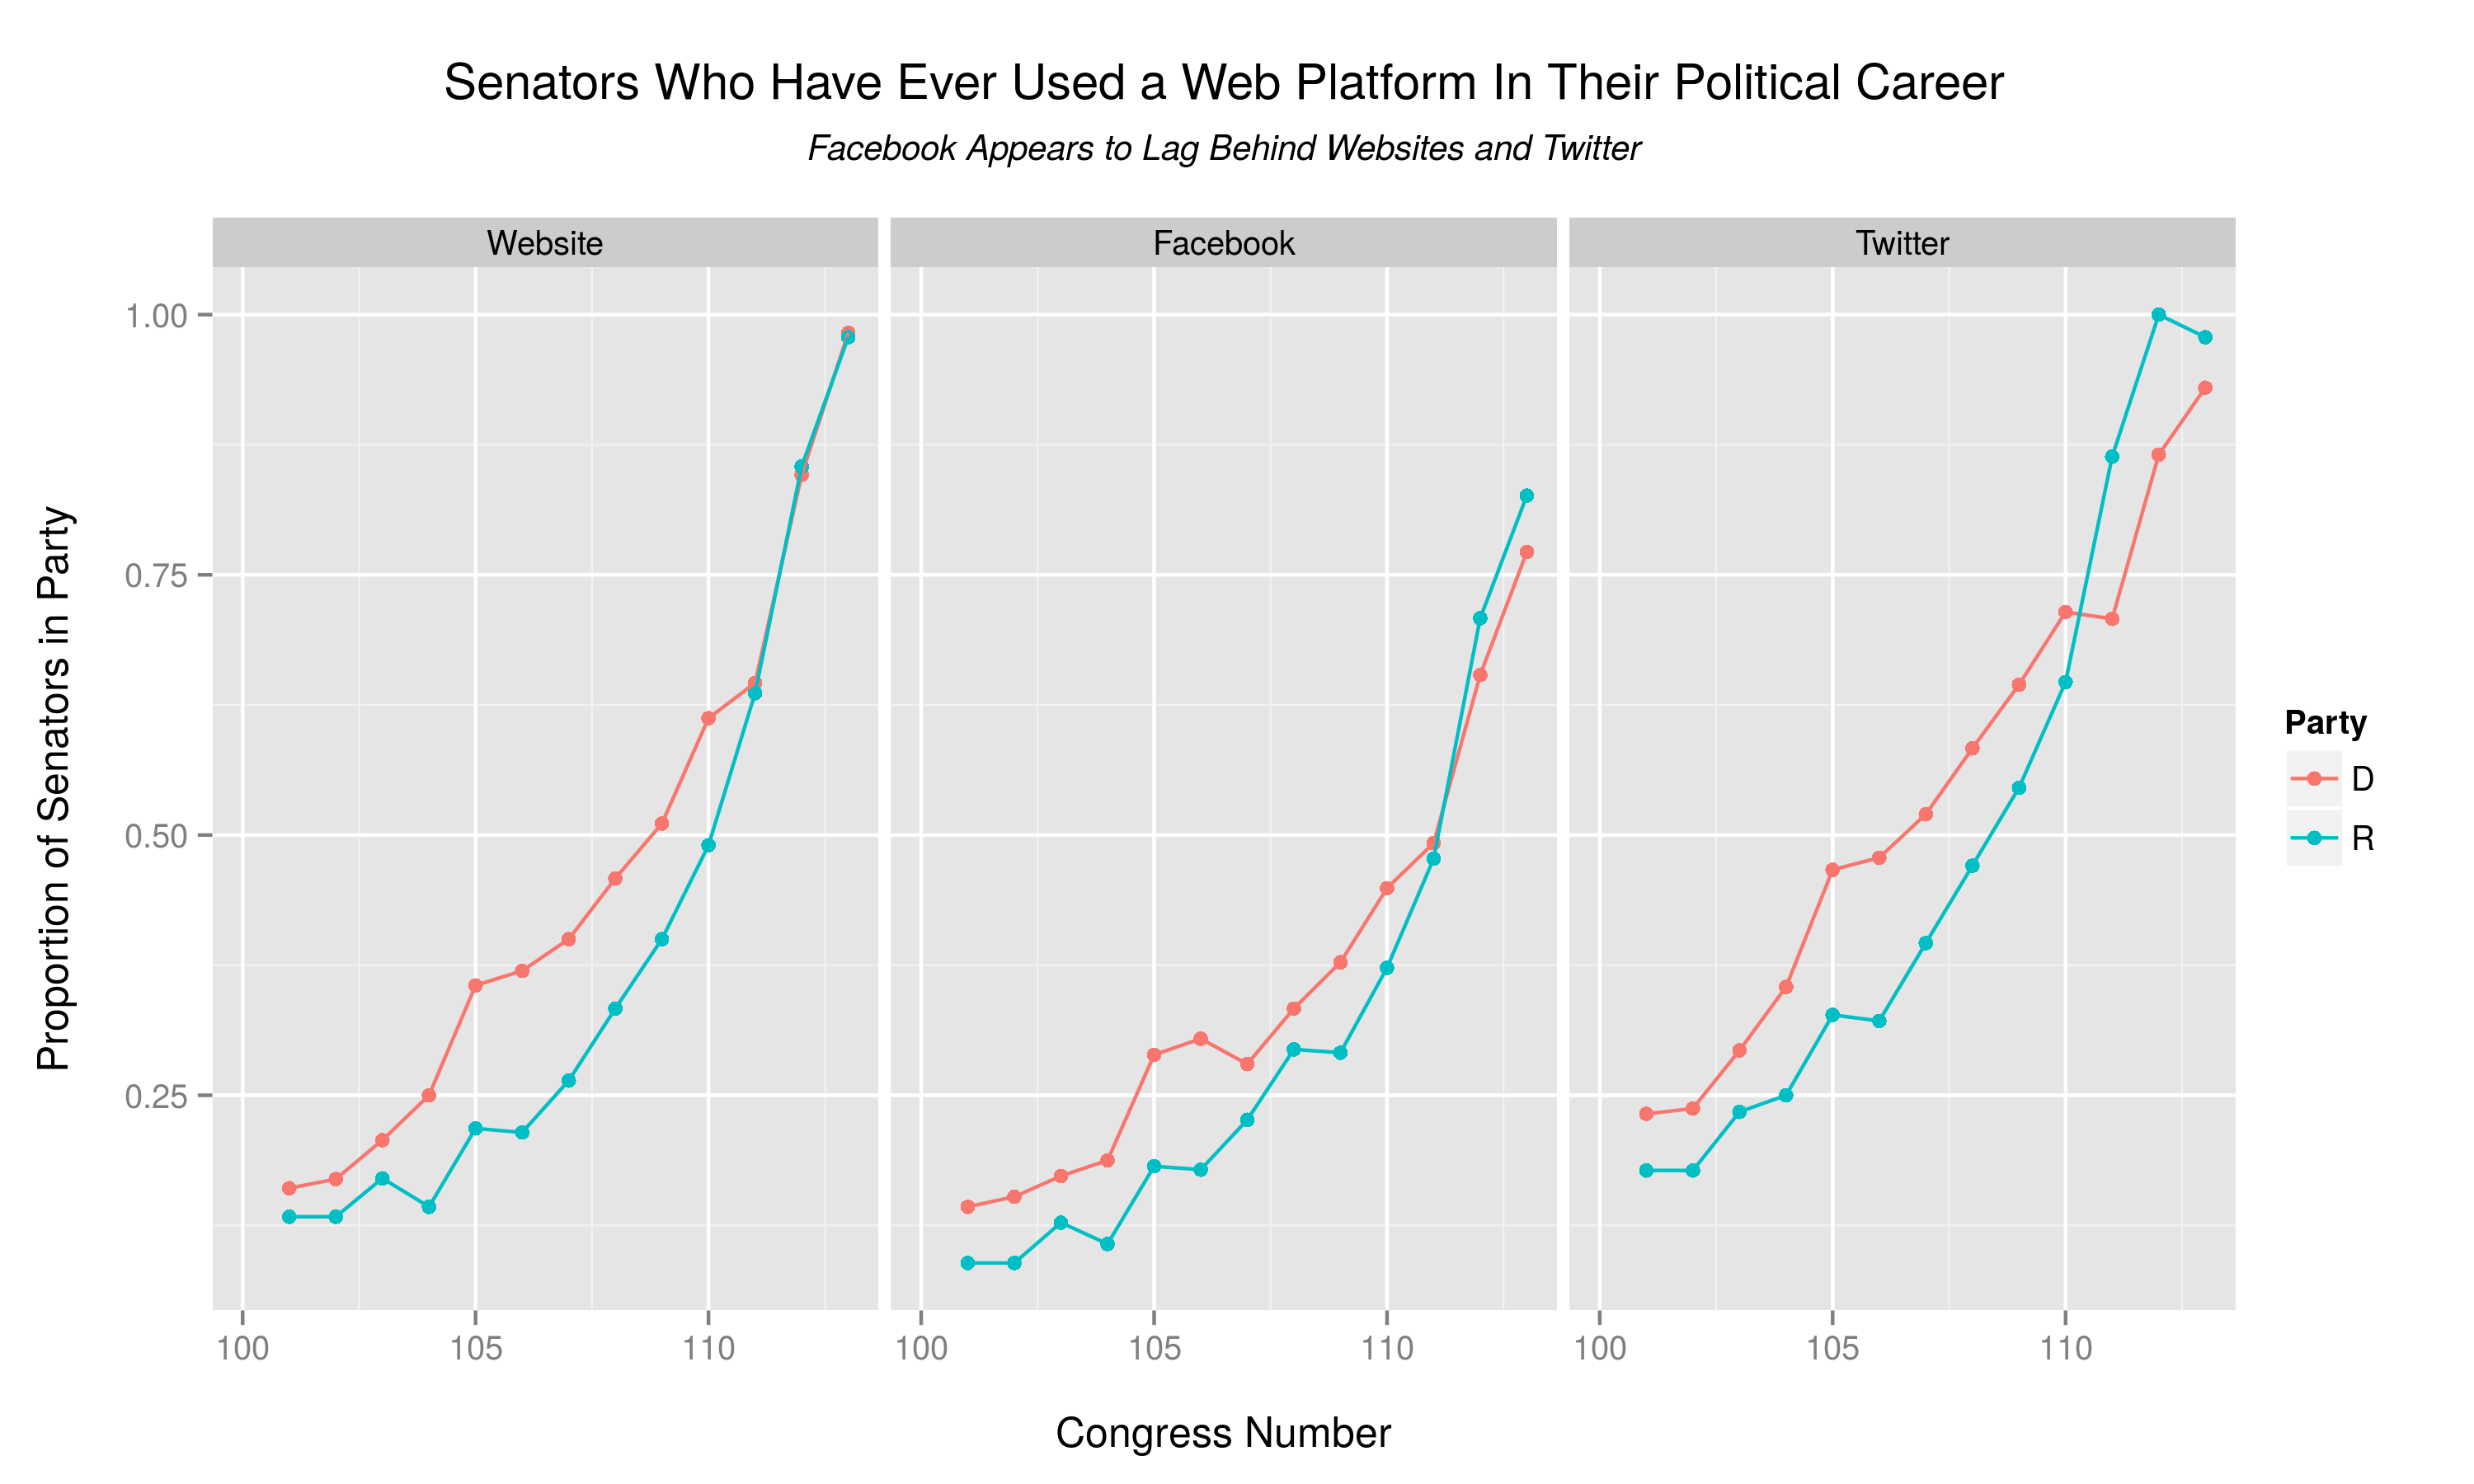 Senators Who Have Ever Used a Web Platform In Their Political Career
Facebook Appears to Lag Behind Websites and Twitter
Website
Facebook
Twitter
1.00
0.75
0.50
0.25
Proportion of Senators in Party
100
105
110
100
105
110
100
105
110
Congress Number
Party
D
R